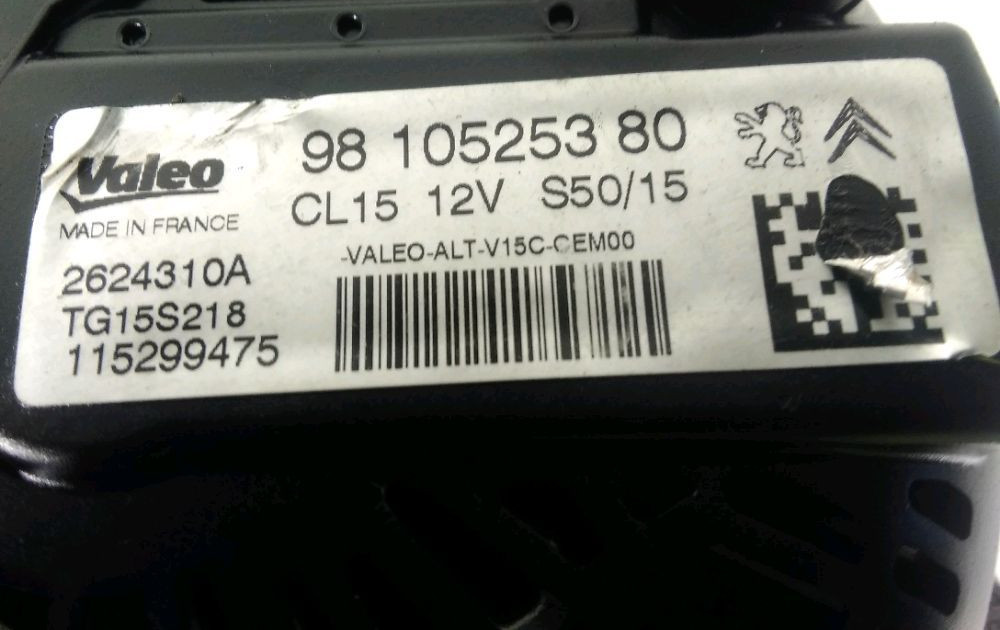 Valeo
MADE IN FRANCE
2624310A
TG15S218
115299475
98 105253 80
CL15 12V S50/15
-VALEO-ALT-V15C-CEM00